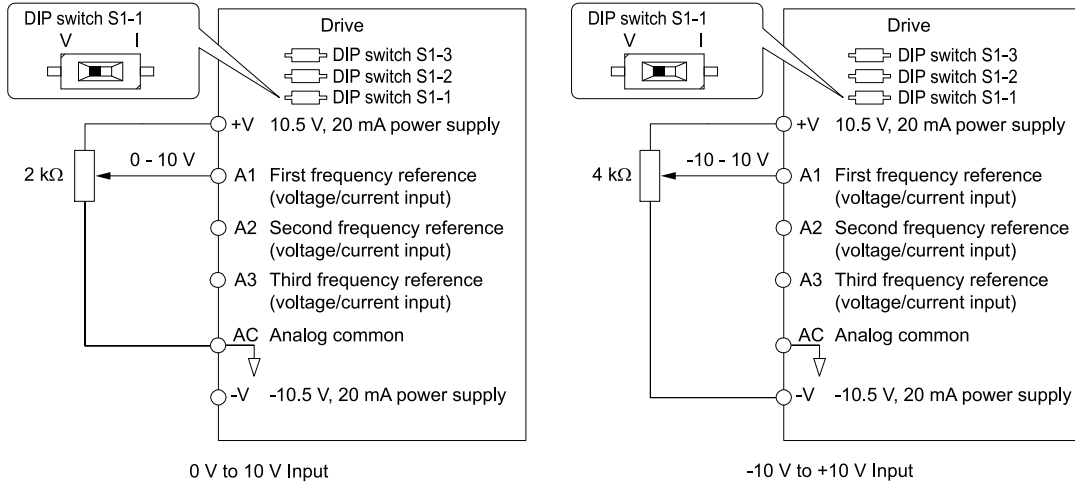 DIP switch S1-1
V I
Drive
DIP switch S1-3
DIP switch S1-2
DIP switch S1-1
+V 10.5 V, 20 mA power supply
2 kΩ
0 - 10 V
A1 First frequency reference
(voltage/current input)
A2 Second frequency reference
(voltage/current input)
A3 Third frequency reference
(voltage/current input)
AC Analog common
-V -10.5 V, 20 mA power supply
0 V to 10 V Input
DIP switch S1-1
V I
Drive
DIP switch S1-3
DIP switch S1-2
DIP switch S1-1
+V 10.5 V, 20 mA power supply
4 kΩ
-10 - 10 V
A1 First frequency reference
(voltage/current input)
A2 Second frequency reference
(voltage/current input)
A3 Third frequency reference
(voltage/current input)
AC Analog common
-V -10.5 V, 20 mA power supply
-10 V to +10 V Input